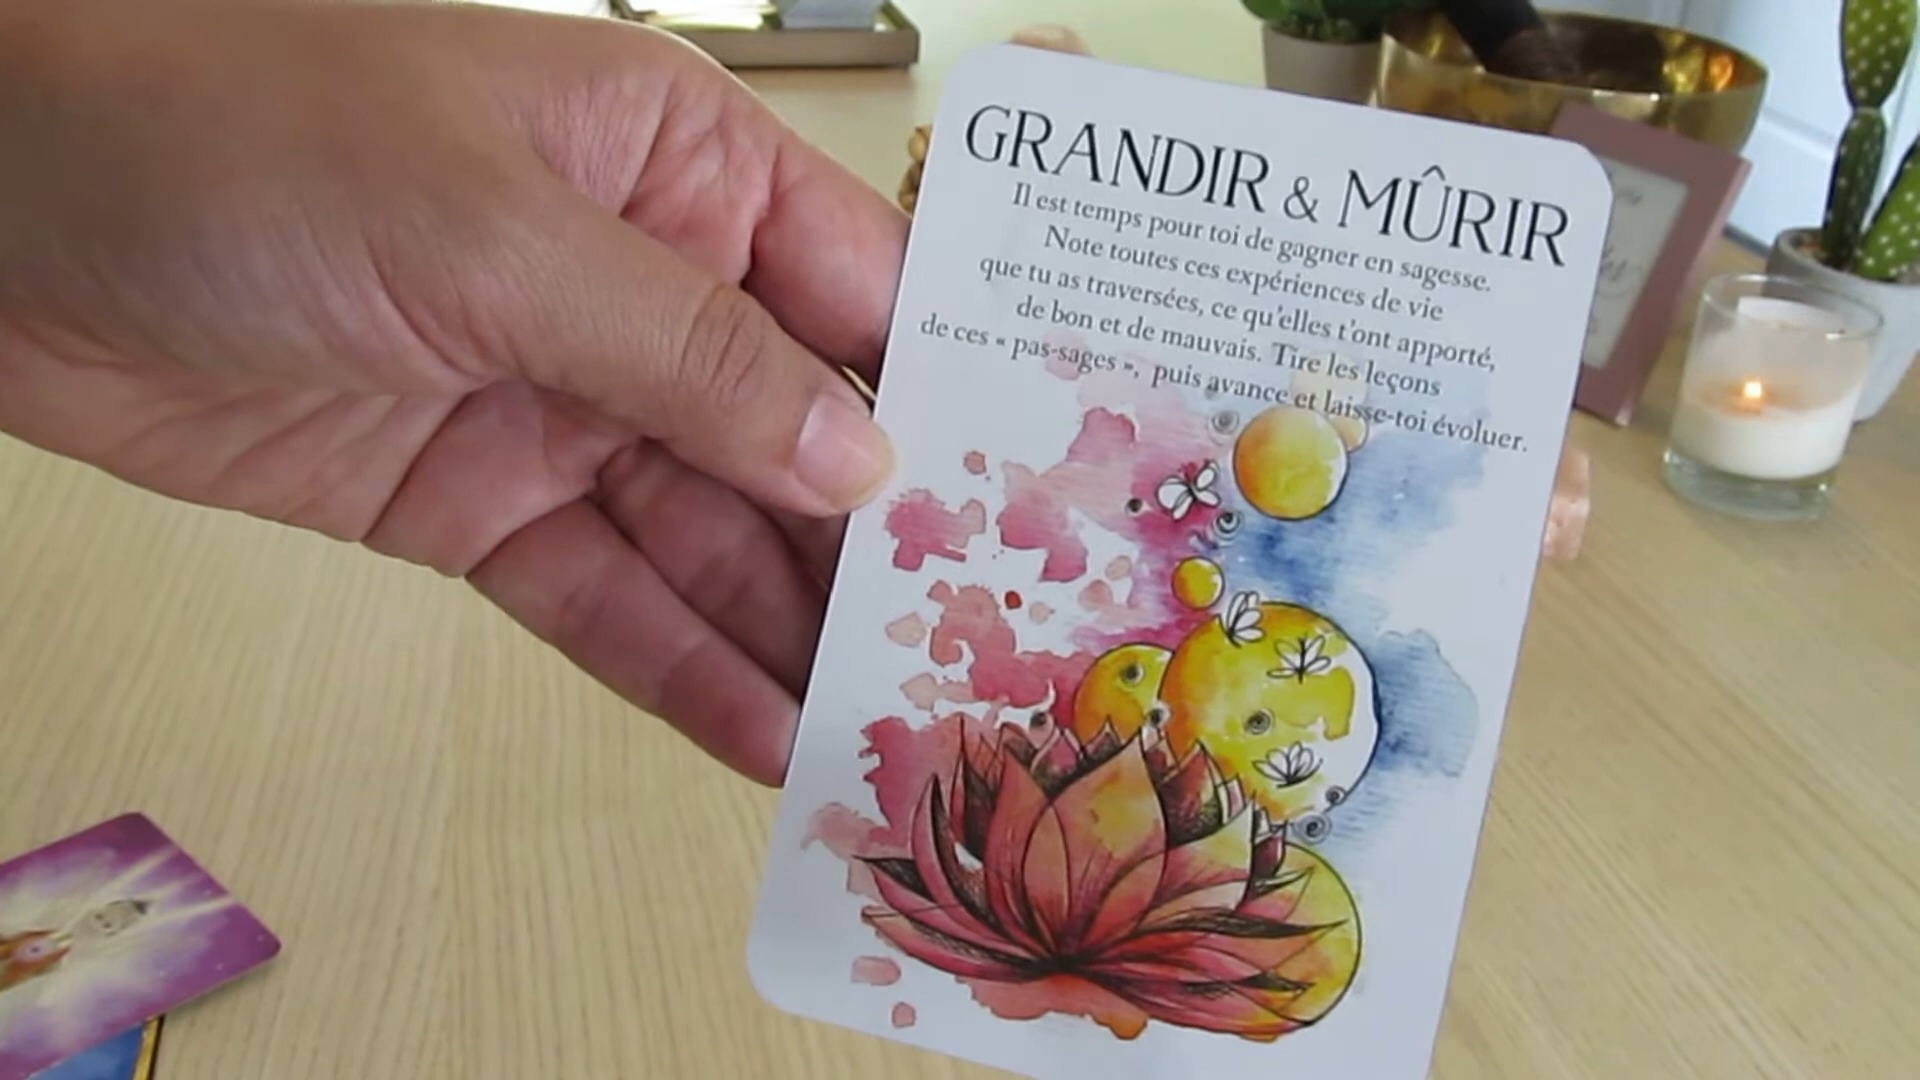 GRANDIR & MÛRIR
Il est temps pour toi de gagner en sagesse.
Note toutes ces expériences de vie
que tu as traversées, ce qu'elles t'ont apporté,
de bon et de mauvais. Tire les leçons
de ces « pas-sages », puis avance et laisse-toi évoluer.